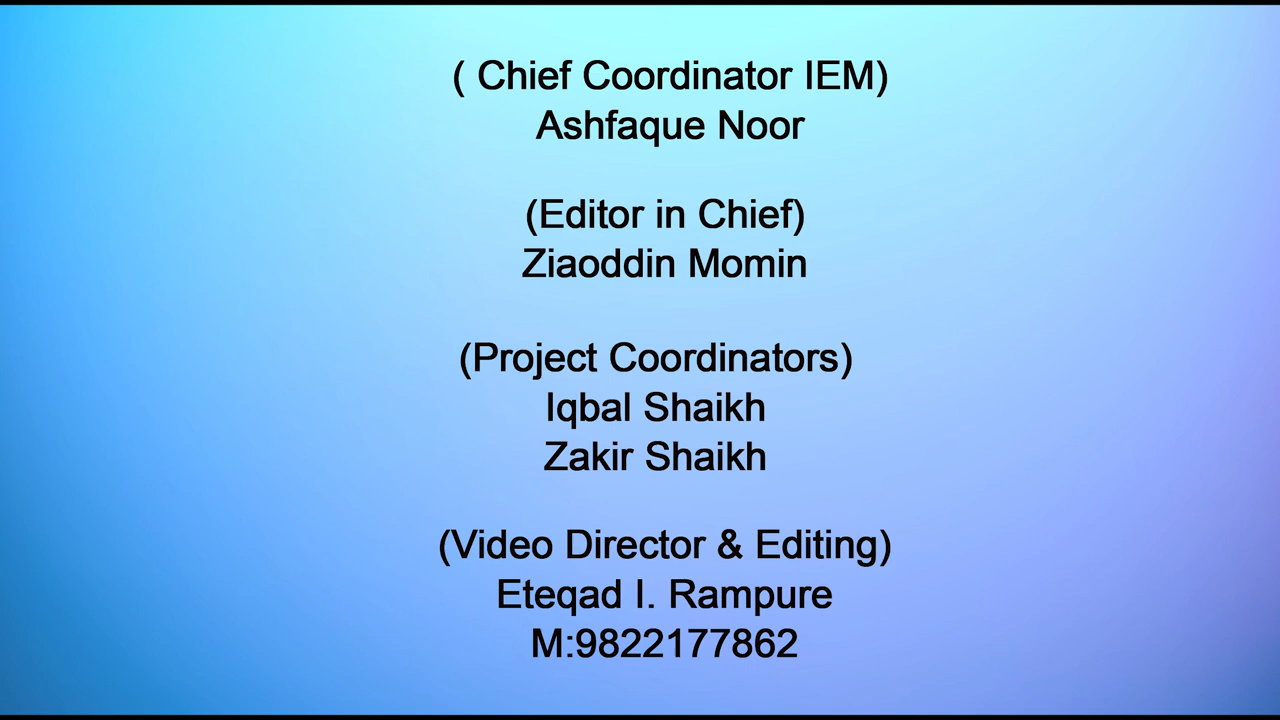 ( Chief Coordinator IEM)
Ashfaque Noor
(Editor in Chief)
Ziaoddin Momin
(Project Coordinators)
Iqbal Shaikh
Zakir Shaikh
(Video Director & Editing)
Eteqad I. Rampure
M:9822177862